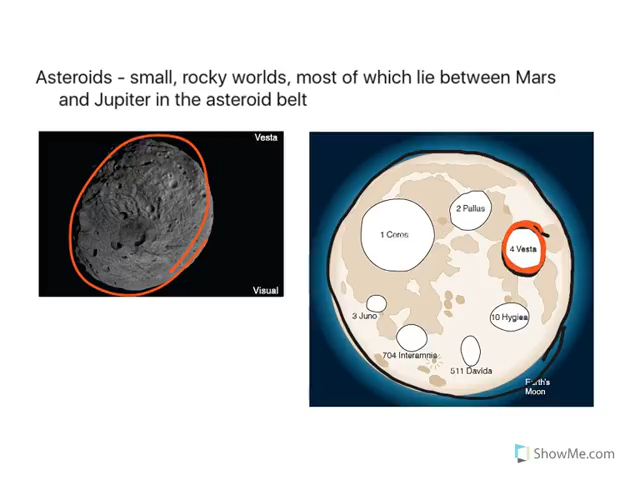 Asteroids - small, rocky worlds, most of which lie between Mars
and Jupiter in the asteroid belt
Vesta
Visual
2 Pallas
1 Ceres
4 Vesta
3 Juno
10 Hygiea
704 Interamnia
511 Davida
Earth's
Moon
ShowMe.com